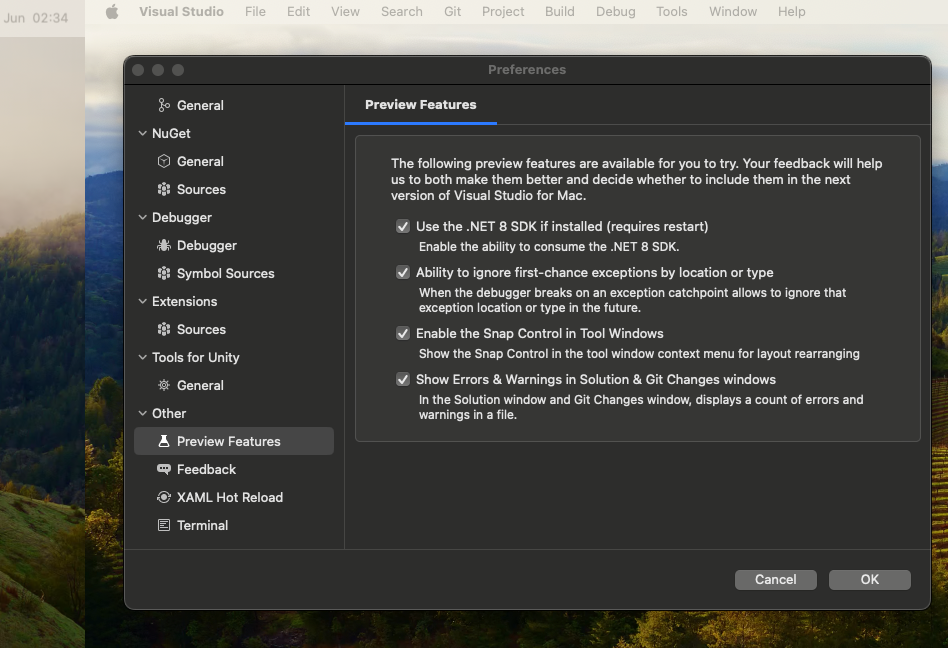 Jun 02:34
Visual Studio File Edit View Search Git Project Build Debug Tools Window Help
Preferences
General
NuGet
General
Sources
Debugger
Debugger
Symbol Sources
Extensions
Sources
Tools for Unity
General
Other
Preview Features
Feedback
XAML Hot Reload
Terminal
Preview Features
The following preview features are available for you to try. Your feedback will help
us to both make them better and decide whether to include them in the next
version of Visual Studio for Mac.
Use the .NET 8 SDK if installed (requires restart)
Enable the ability to consume the .NET 8 SDK.
Ability to ignore first-chance exceptions by location or type
When the debugger breaks on an exception catchpoint allows to ignore that
exception location or type in the future.
Enable the Snap Control in Tool Windows
Show the Snap Control in the tool window context menu for layout rearranging
Show Errors & Warnings in Solution & Git Changes windows
In the Solution window and Git Changes window, displays a count of errors and
warnings in a file.
Cancel
OK